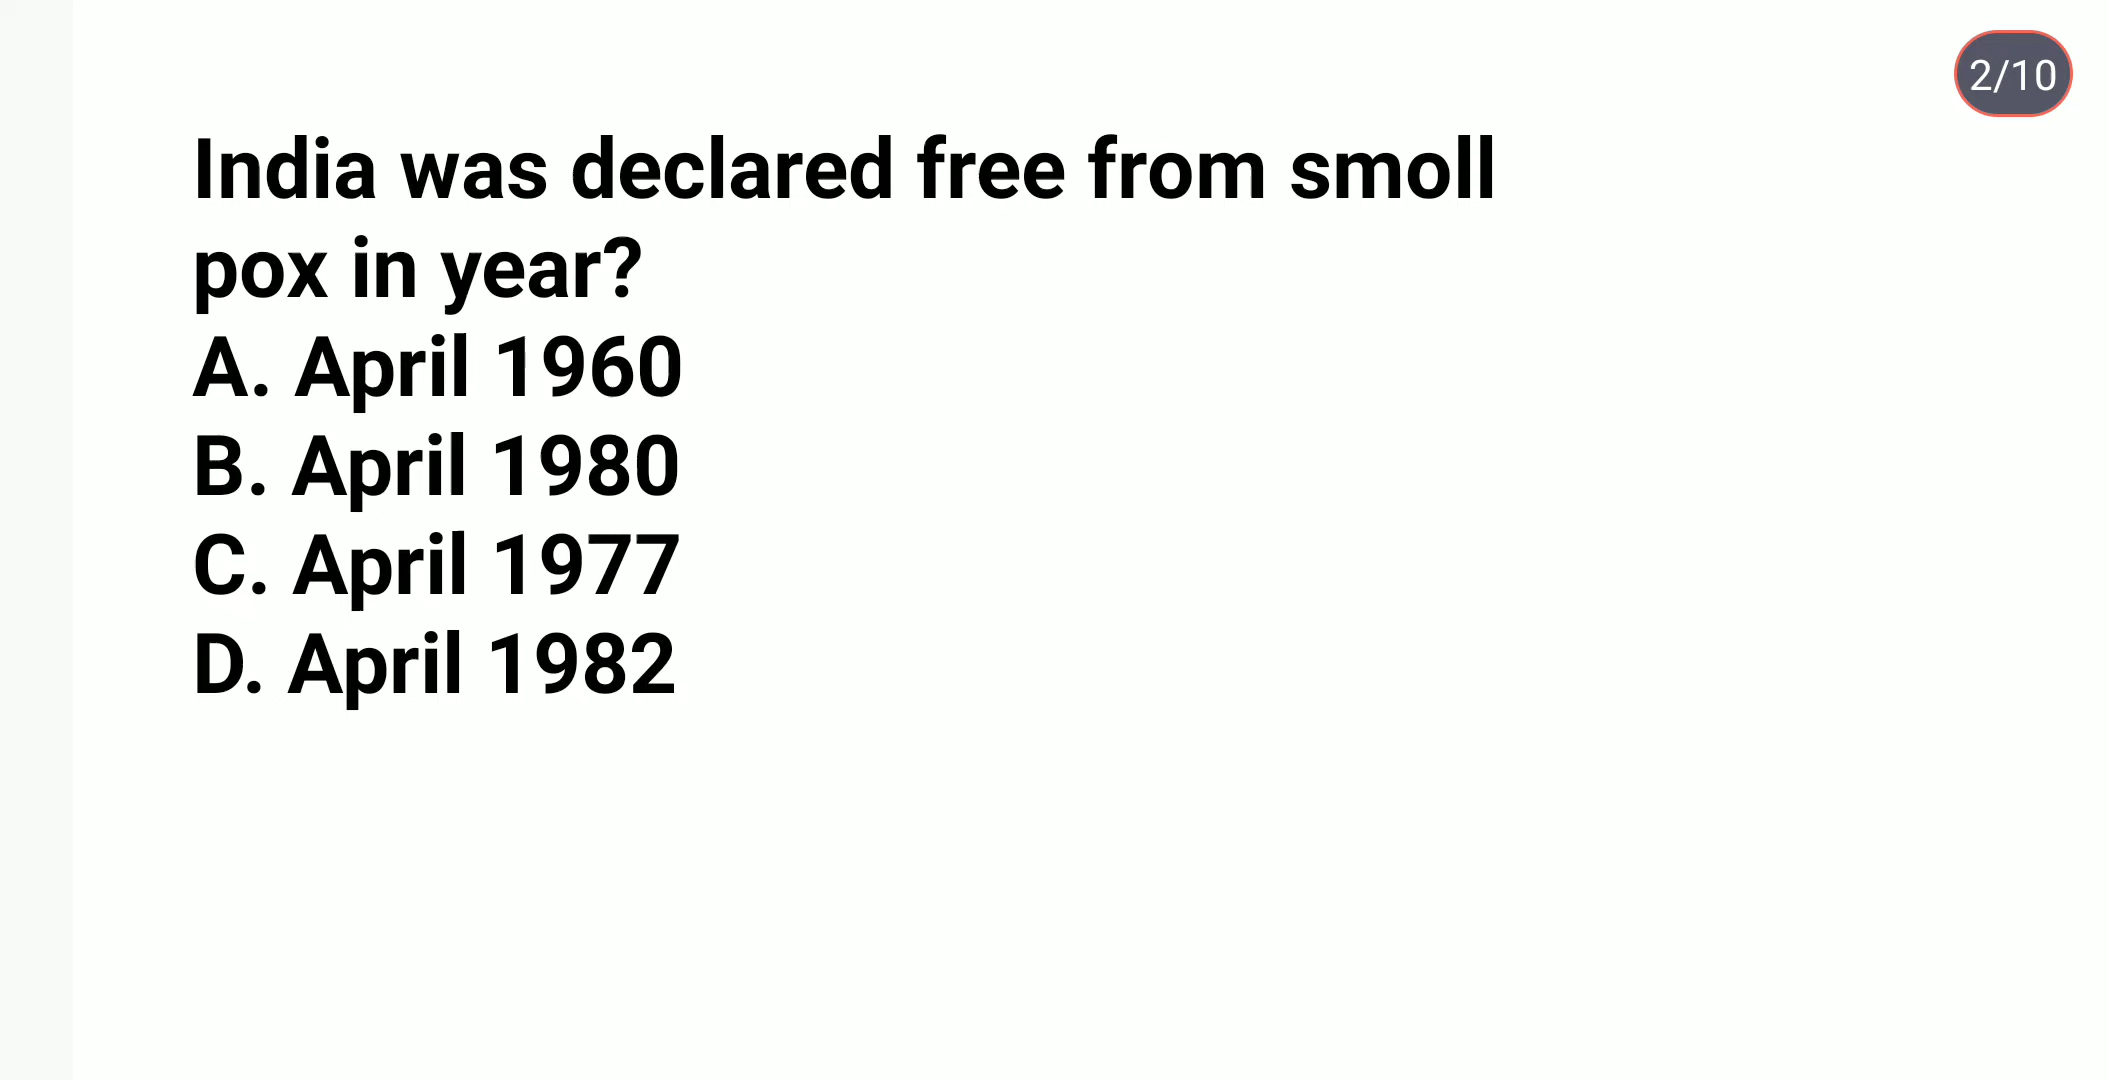 2/10
India was declared free from smoll
pox in year?
A. April 1960
B. April 1980
C. April 1977
D. April 1982